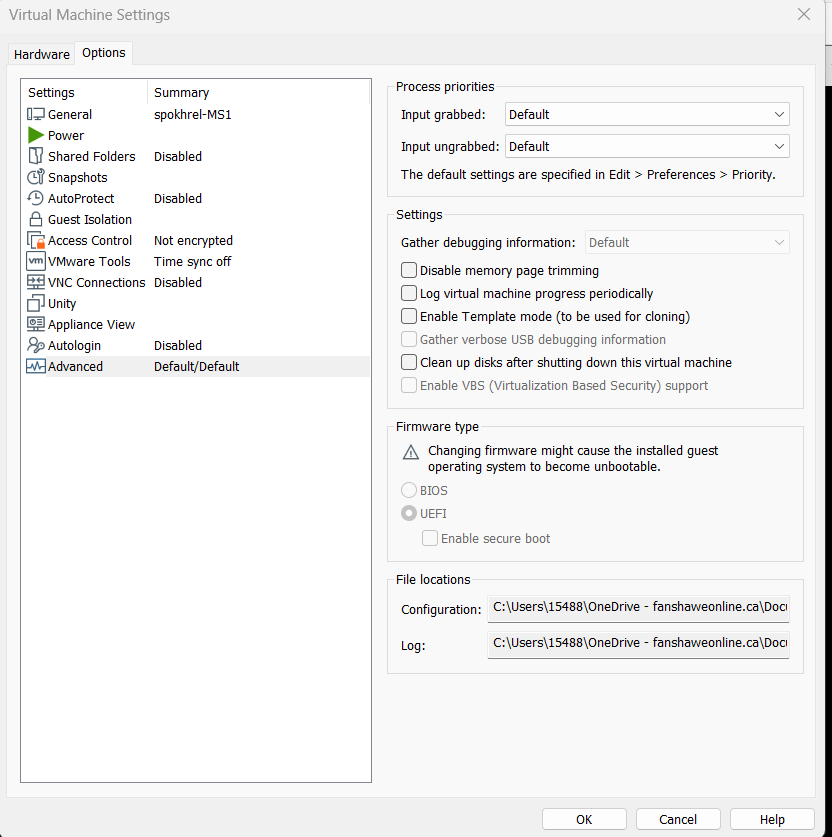 Virtual Machine Settings
Hardware
Options
Settings Summary
General spokhrel-MS1
Power
Shared Folders Disabled
Snapshots
AutoProtect Disabled
Guest Isolation
Access Control Not encrypted
vm VMware Tools Time sync off
VNC Connections Disabled
Unity
Appliance View
Autologin Disabled
Advanced Default/Default
Process priorities
Input grabbed: Default
Input ungrabbed: Default
The default settings are specified in Edit > Preferences > Priority.
Settings
Gather debugging information: Default
Disable memory page trimming
Log virtual machine progress periodically
Enable Template mode (to be used for cloning)
Gather verbose USB debugging information
Clean up disks after shutting down this virtual machine
Enable VBS (Virtualization Based Security) support
Firmware type
Changing firmware might cause the installed guest
operating system to become unbootable.
BIOS
UEFI
Enable secure boot
File locations
Configuration: C:\Users\15488\OneDrive - fanshaweonline.ca\Docu
Log: C:\Users\15488\OneDrive - fanshaweonline.ca\Docu
OK Cancel Help